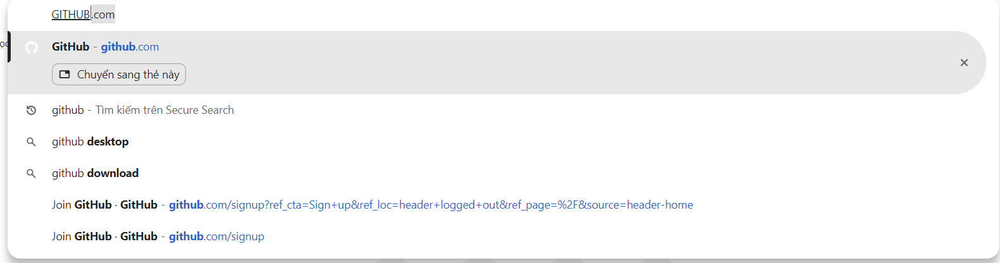 GITHUB.com
GitHub - github.com
Chuyển sang thẻ này
github - Tìm kiếm trên Secure Search
github desktop
github download
Join GitHub · GitHub - github.com/signup?ref_cta=Sign+up&ref_loc=header+logged+out&ref_page=%2F&source=header-home
Join GitHub · GitHub - github.com/signup